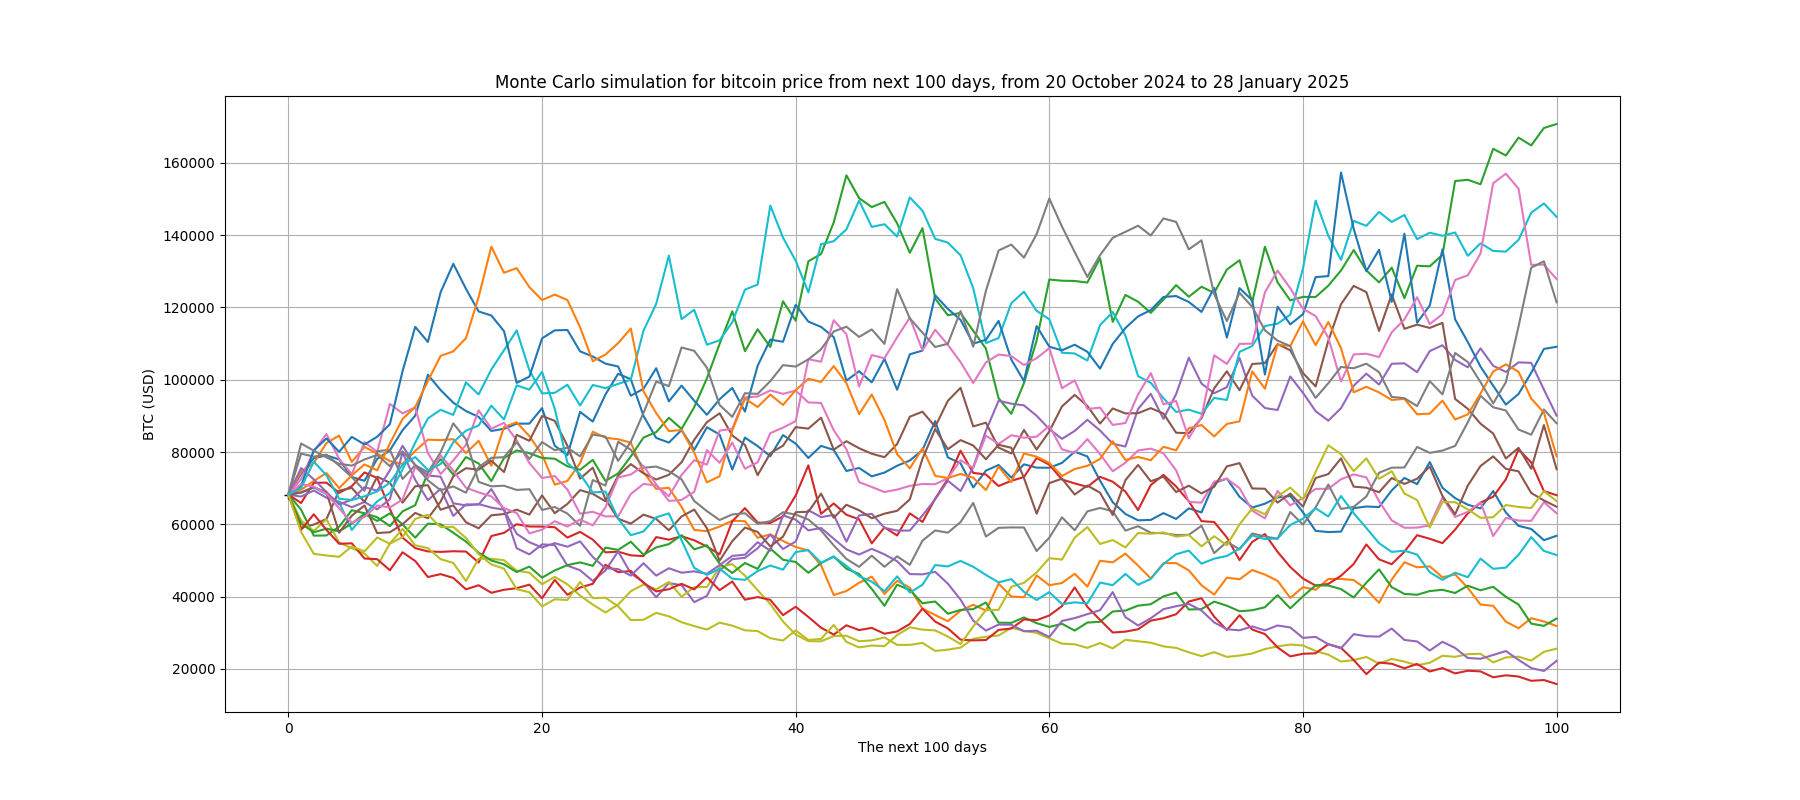 Monte Carlo simulation for bitcoin price from next 100 days, from 20 October 2024 to 28 January 2025
BTC (USD)
160000
140000
120000
100000
80000
60000
40000
20000
0 20 40 60 80 100
The next 100 days